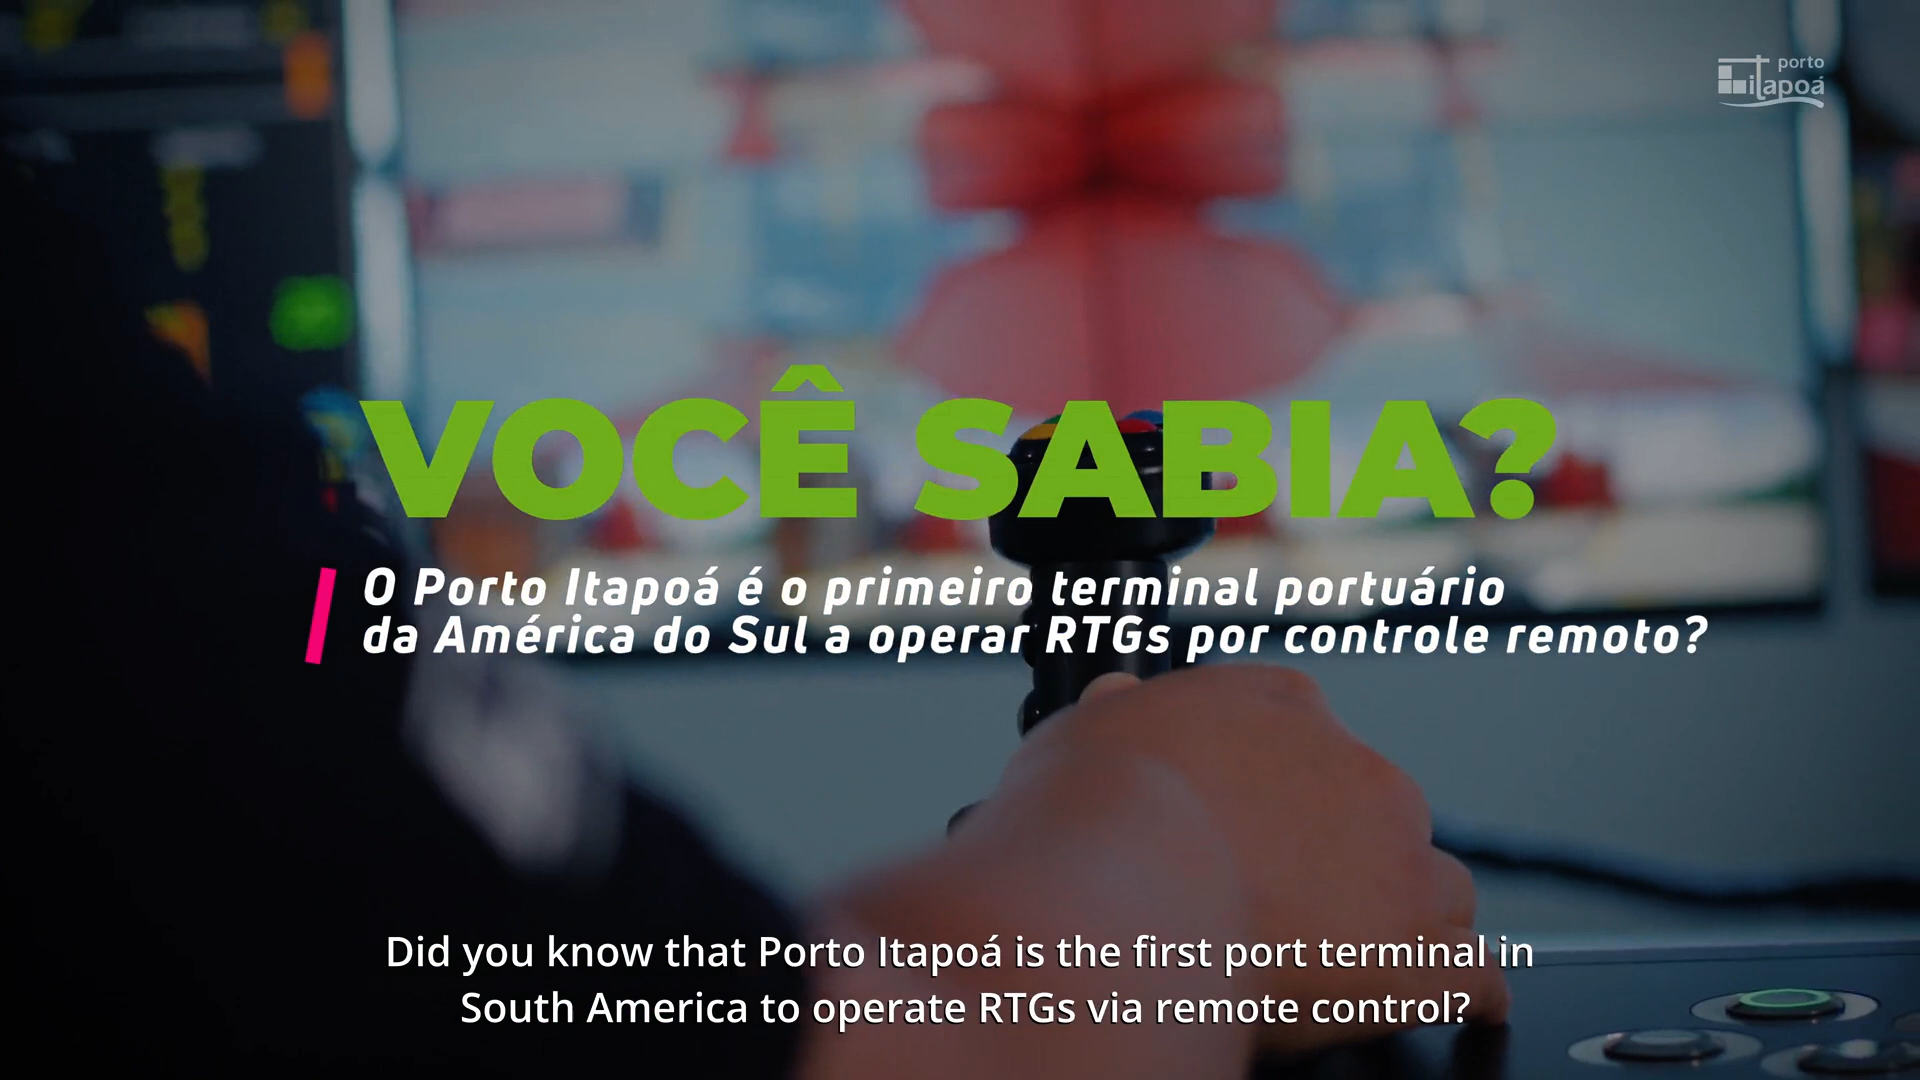 porto
itapoá
VOCÊ SABIA?
O Porto Itapoá é o primeiro terminal portuário
da América do Sul a operar RTGs por controle remoto?
Did you know that Porto Itapoá is the first port terminal in
South America to operate RTGs via remote control?